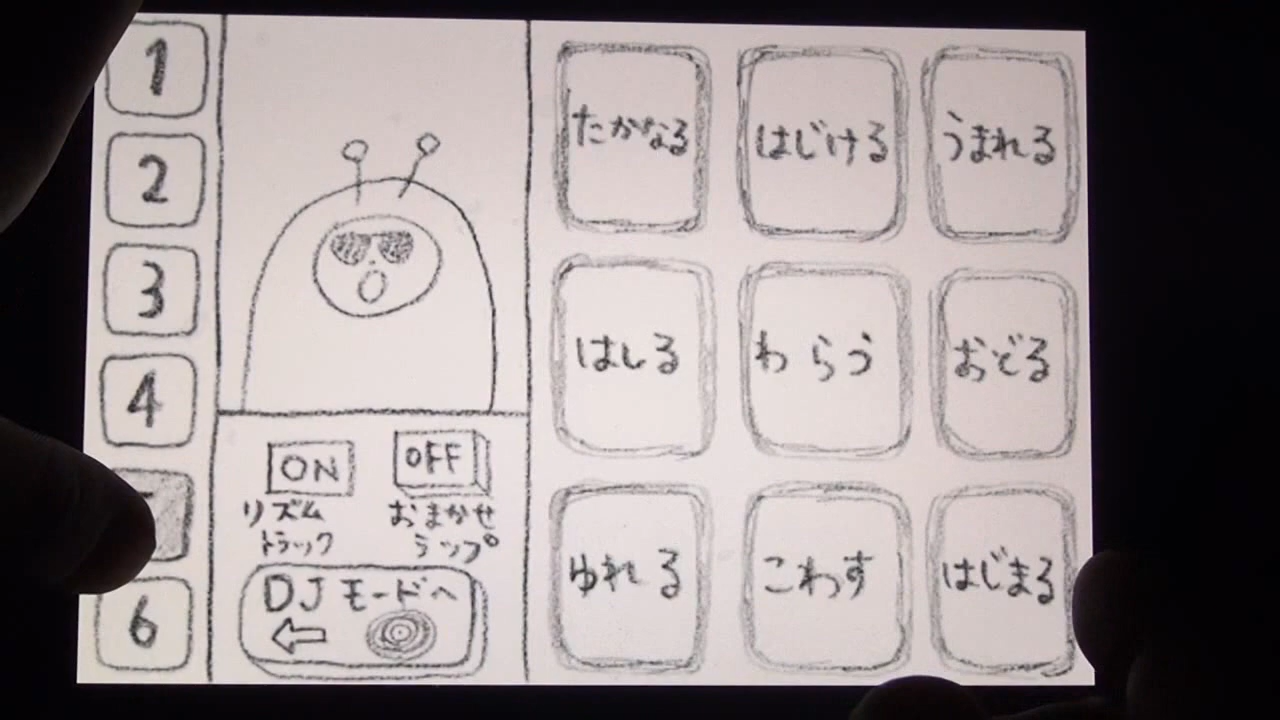 1
2
3
4
6
ON
OFF
リズム
トラック
おまかせ
ラップ
DJモードへ
たかなる
はじける
うまれる
はしる
わらう
おどる
ゆれる
こわす
はじまる